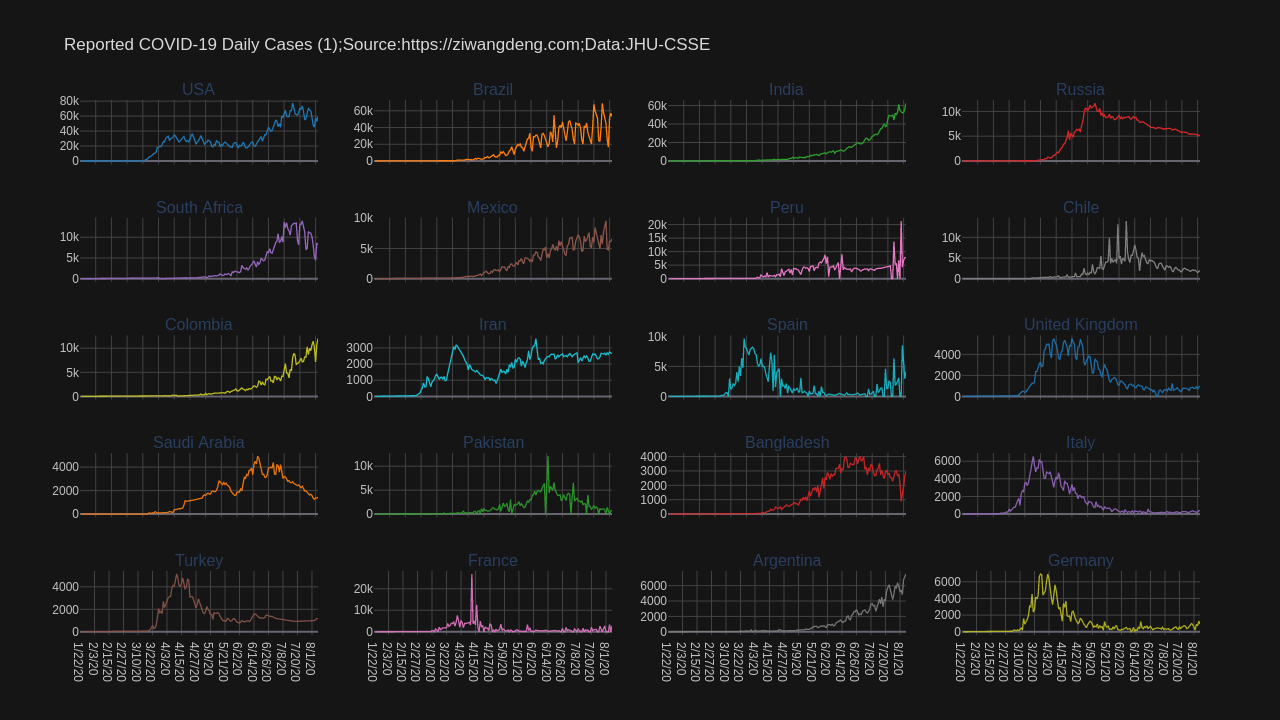 Reported COVID-19 Daily Cases (1);Source:https://ziwangdeng.com;Data:JHU-CSSE
USA
Brazil
India
Russia
80k
60k
40k
20k
0
60k
40k
20k
0
60k
40k
20k
0
10k
5k
0
South Africa
Mexico
Peru
Chile
10k
5k
0
10k
5k
0
20k
15k
10k
5k
0
10k
5k
0
Colombia
Iran
Spain
United Kingdom
10k
5k
0
3000
2000
1000
0
10k
5k
0
4000
2000
0
Saudi Arabia
Pakistan
Bangladesh
Italy
4000
2000
0
10k
5k
0
4000
3000
2000
1000
0
6000
4000
2000
0
Turkey
France
Argentina
Germany
4000
2000
0
20k
10k
0
6000
4000
2000
0
6000
4000
2000
0
1/22/20 2/3/20 2/15/20 2/27/20 3/10/20 3/22/20 4/3/20 4/15/20 4/27/20 5/9/20 5/21/20 6/2/20 6/14/20 6/26/20 7/8/20 7/20/20 8/1/20
1/22/20 2/3/20 2/15/20 2/27/20 3/10/20 3/22/20 4/3/20 4/15/20 4/27/20 5/9/20 5/21/20 6/2/20 6/14/20 6/26/20 7/8/20 7/20/20 8/1/20
1/22/20 2/3/20 2/15/20 2/27/20 3/10/20 3/22/20 4/3/20 4/15/20 4/27/20 5/9/20 5/21/20 6/2/20 6/14/20 6/26/20 7/8/20 7/20/20 8/1/20
1/22/20 2/3/20 2/15/20 2/27/20 3/10/20 3/22/20 4/3/20 4/15/20 4/27/20 5/9/20 5/21/20 6/2/20 6/14/20 6/26/20 7/8/20 7/20/20 8/1/20